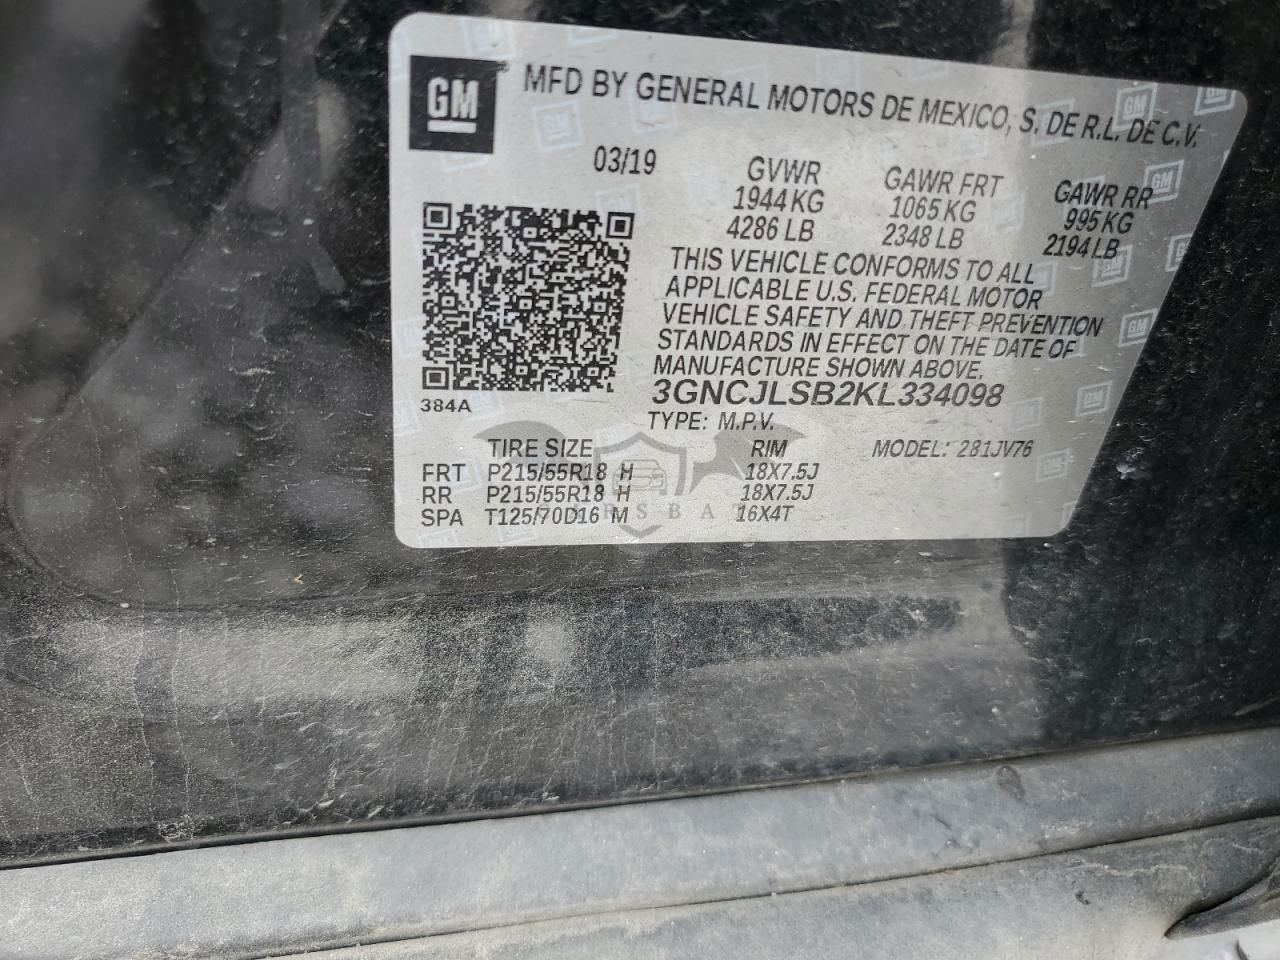 GM
MFD BY GENERAL MOTORS DE MEXICO, S. DE R.L. DE C.V.
03/19 GVWR GAWR FRT GAWR RR
1944 KG 1065 KG 995 KG
4286 LB 2348 LB 2194 LB
THIS VEHICLE CONFORMS TO ALL
APPLICABLE U.S. FEDERAL MOTOR
VEHICLE SAFETY AND THEFT PREVENTION
STANDARDS IN EFFECT ON THE DATE OF
MANUFACTURE SHOWN ABOVE.
3GNCJLSB2KL334098
384A
TYPE: M.P.V.
TIRE SIZE RIM MODEL: 281JV76
FRT P215/55R18 H 18X7.5J
RR P215/55R18 H 18X7.5J
SPA T125/70D16 M 16X4T